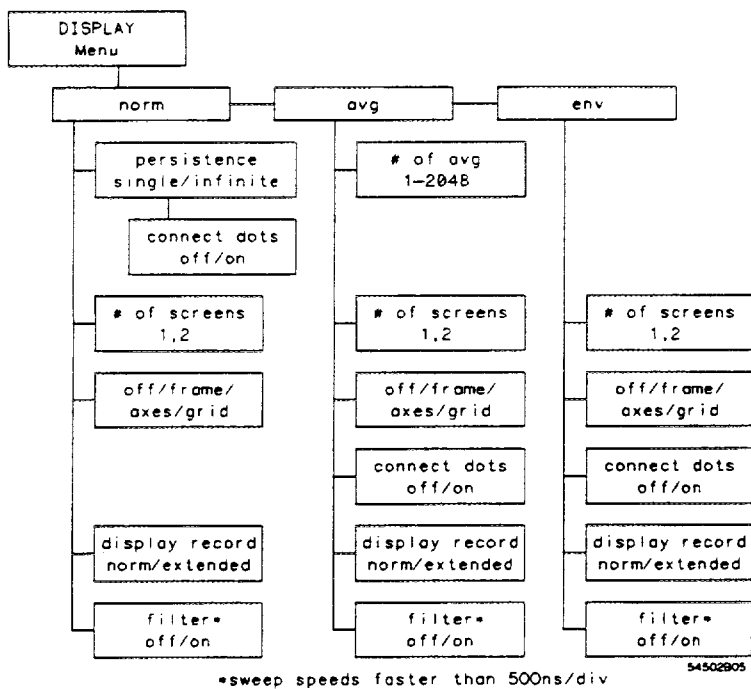 DISPLAY
Menu
norm
avg
env
persistence
single/infinite
# of avg
1-2048
connect dots
off/on
# of screens
1,2
# of screens
1,2
# of screens
1,2
off/frame/
axes/grid
off/frame/
axes/grid
off/frame/
axes/grid
connect dots
off/on
connect dots
off/on
display record
norm/extended
display record
norm/extended
display record
norm/extended
filter*
off/on
filter*
off/on
filter*
off/on
54502B05
*sweep speeds faster than 500ns/div